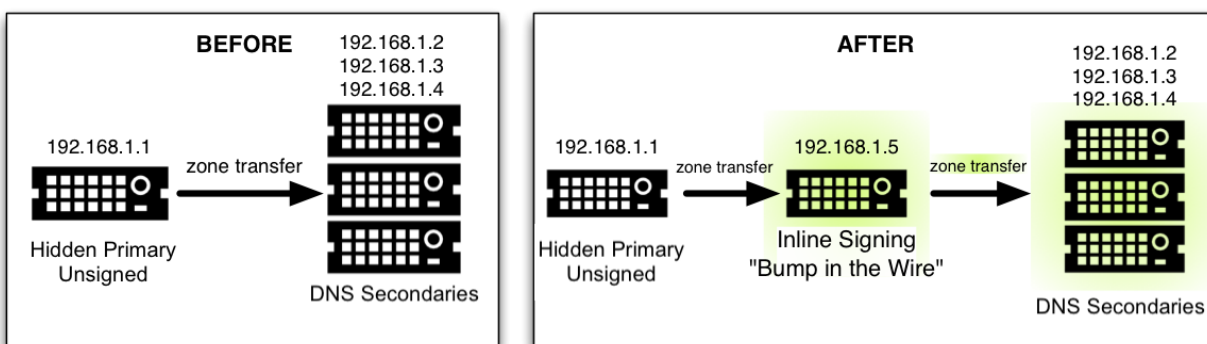 BEFORE
192.168.1.2
192.168.1.3
192.168.1.4
192.168.1.1
zone transfer
Hidden Primary
Unsigned
DNS Secondaries
AFTER
192.168.1.2
192.168.1.3
192.168.1.4
192.168.1.1
zone transfer
192.168.1.5
zone transfer
Hidden Primary
Unsigned
Inline Signing
"Bump in the Wire"
DNS Secondaries